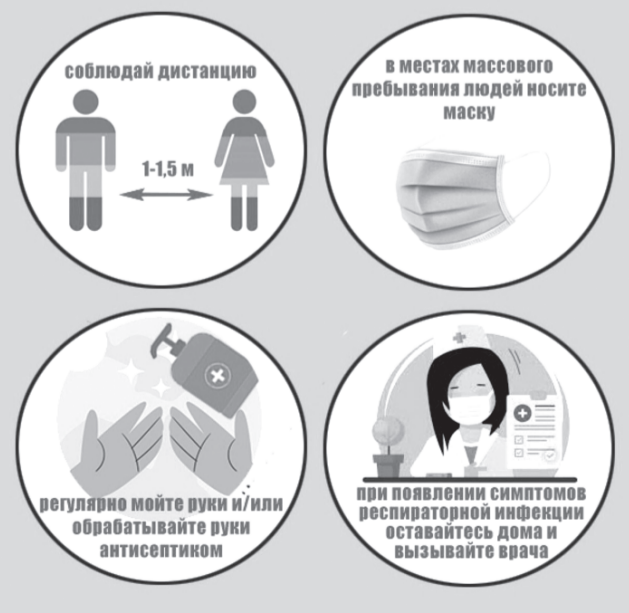 соблюдай дистанцию
1-1,5 м
в местах массового
пребывания людей носите
маску
регулярно мойте руки и/или
обрабатывайте руки
антисептиком
при появлении симптомов
респираторной инфекции
оставайтесь дома и
вызывайте врача